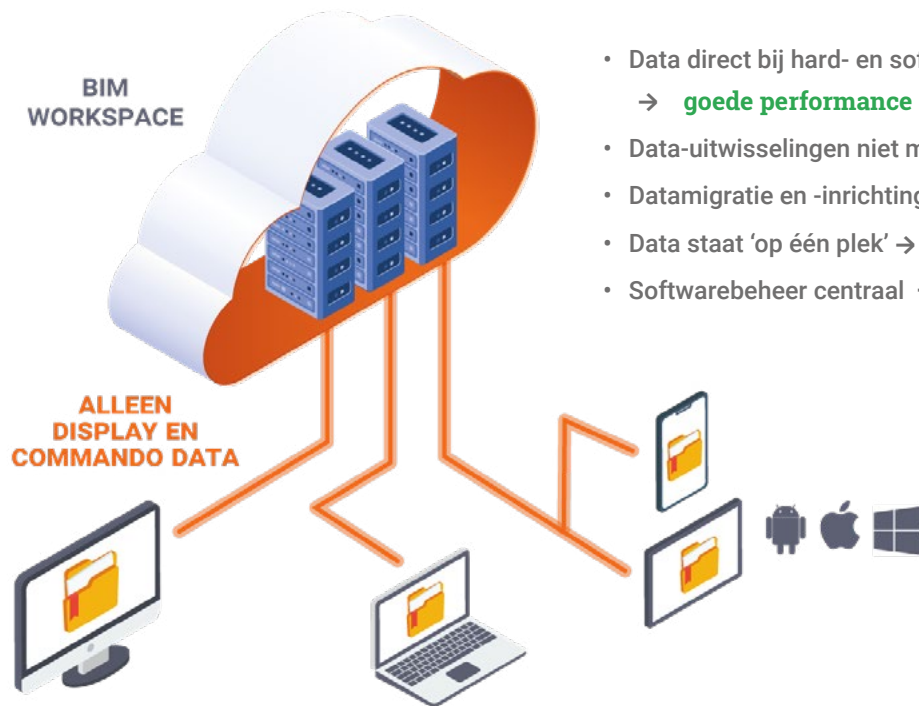 BIM
WORKSPACE
• Data direct bij hard- en
→ goede performance
• Data-uitwisselingen niet
• Datamigratie en -inrichting
• Data staat ‘op één plek’ →
• Softwarebeheer centraal
ALLEEN
DISPLAY EN
COMMANDO DATA